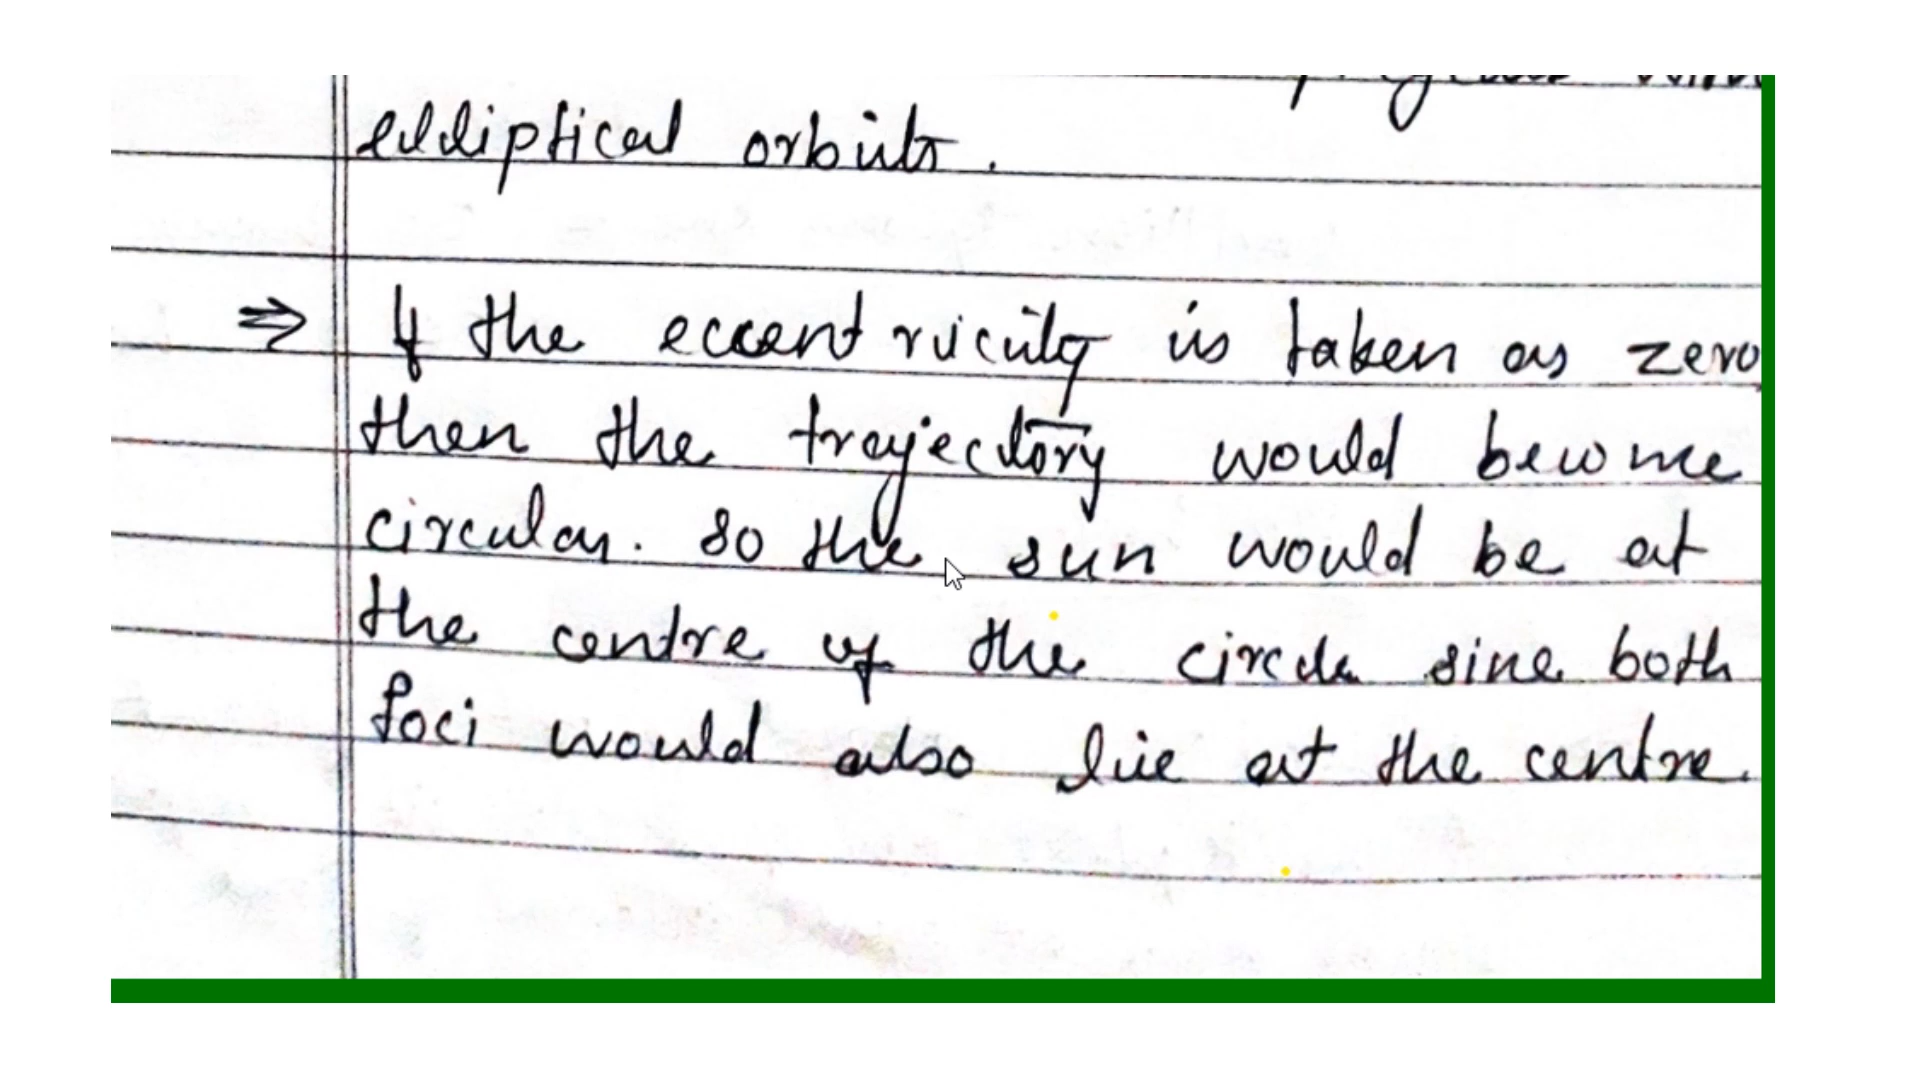 elliptical orbits.
⇒ If the eccentricity is taken as zero
then the trajectory would become
circular. So the sun would be at
the centre of the circle since both
foci would also lie at the centre.